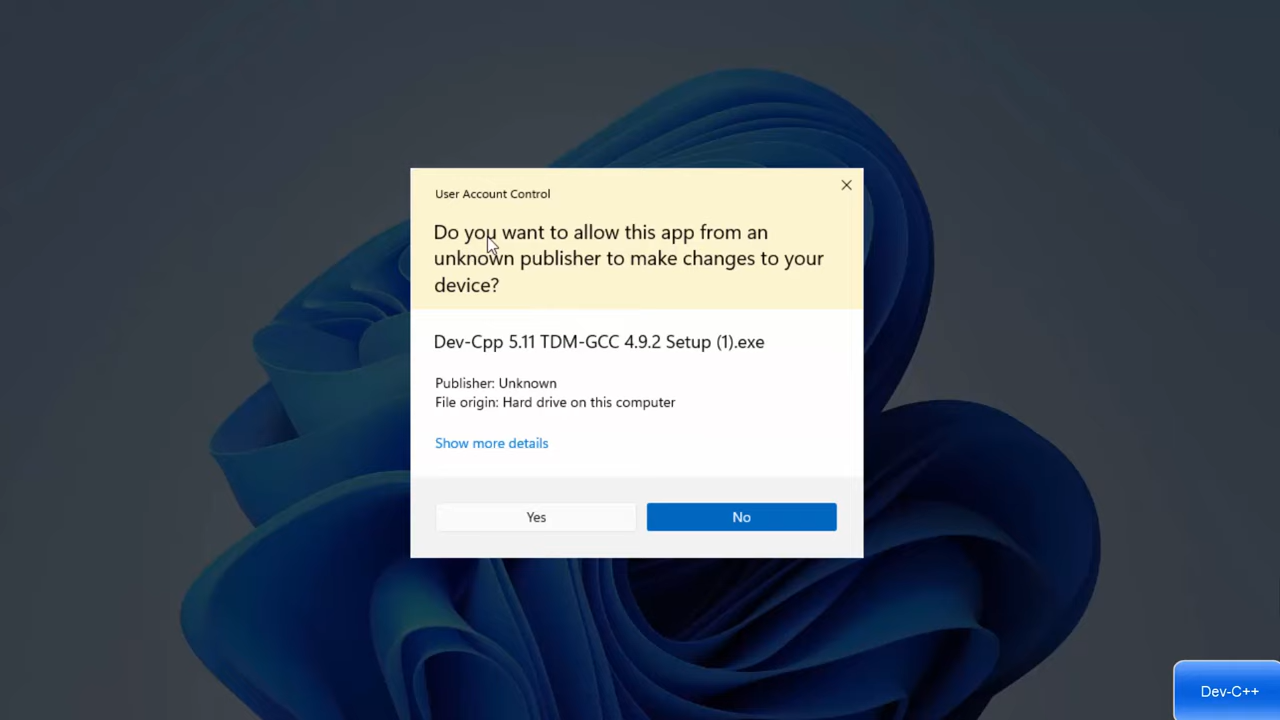 User Account Control
Do you want to allow this app from an
unknown publisher to make changes to your
device?
Dev-Cpp 5.11 TDM-GCC 4.9.2 Setup (1).exe
Publisher: Unknown
File origin: Hard drive on this computer
Show more details
Yes
No
Dev-C++